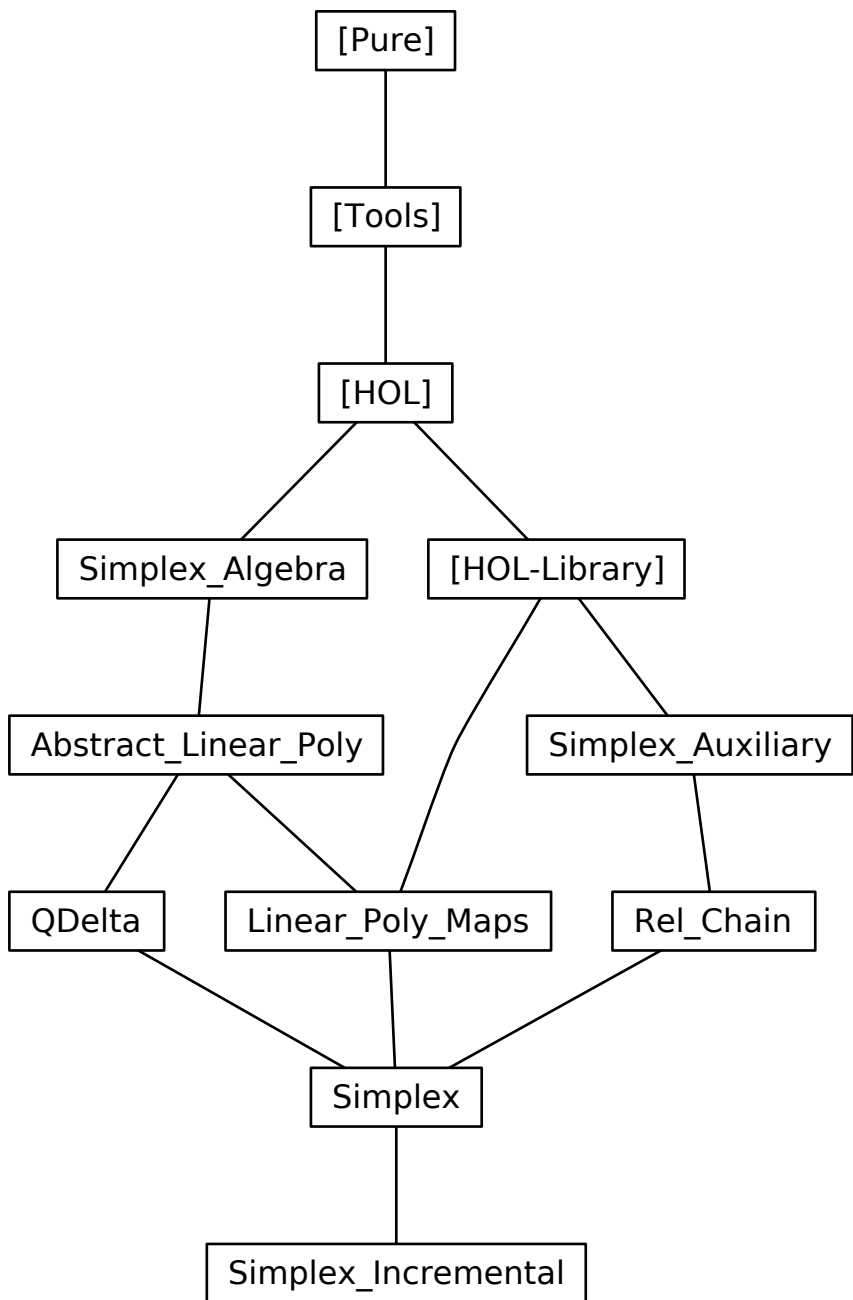 [Pure]
[Tools]
[HOL]
Simplex_Algebra
[HOL-Library]
Abstract_Linear_Poly
Simplex_Auxiliary
QDelta
Linear_Poly_Maps
Rel_Chain
Simplex
Simplex_Incremental